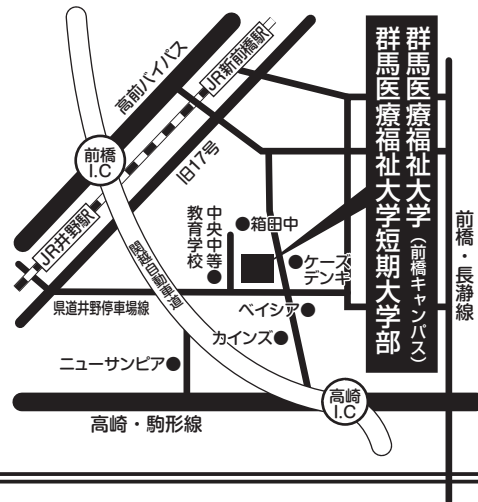 高前バイパス
JR新前橋駅
旧17号
前橋
I.C
JR井野駅
関越自動車道
県道井野停車場線
中央中等
教育学校
箱田中
ケーズ
デンキ
ベイシア
カインズ
ニューサンピア
高崎
I.C
高崎・駒形線
前橋・長瀞線
群馬医療福祉大学(前橋キャンパス)
群馬医療福祉大学短期大学部